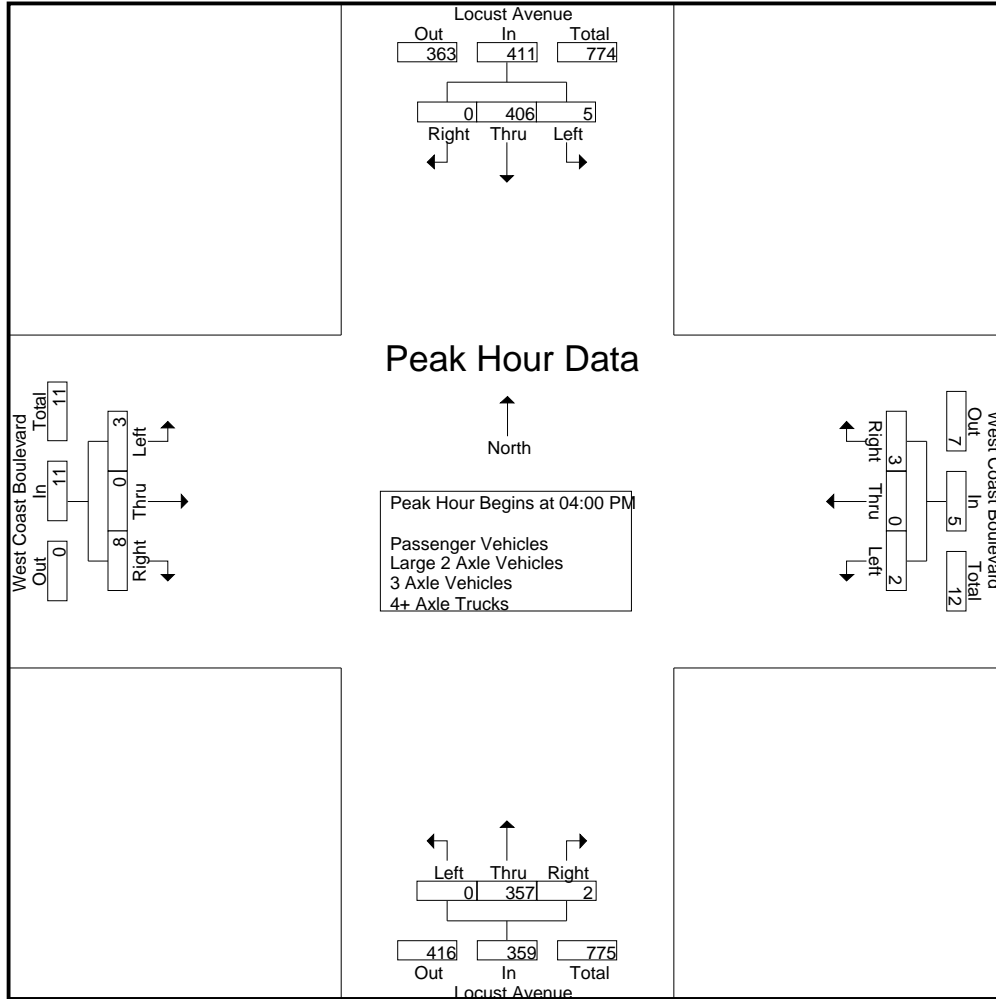 Locust Avenue
Out In Total
363 411 774
0 406 5
Right Thru Left
Peak Hour Data
North
Peak Hour Begins at 04:00 PM
Passenger Vehicles
Large 2 Axle Vehicles
3 Axle Vehicles
4+ Axle Trucks
West Coast Boulevard
Out In Total
0 11 11
Left Thru Right
3 0 8
West Coast Boulevard
Out In Total
7 5 12
Right Thru Left
3 0 2
Left Thru Right
0 357 2
416 359 775
Out In Total
Locust Avenue